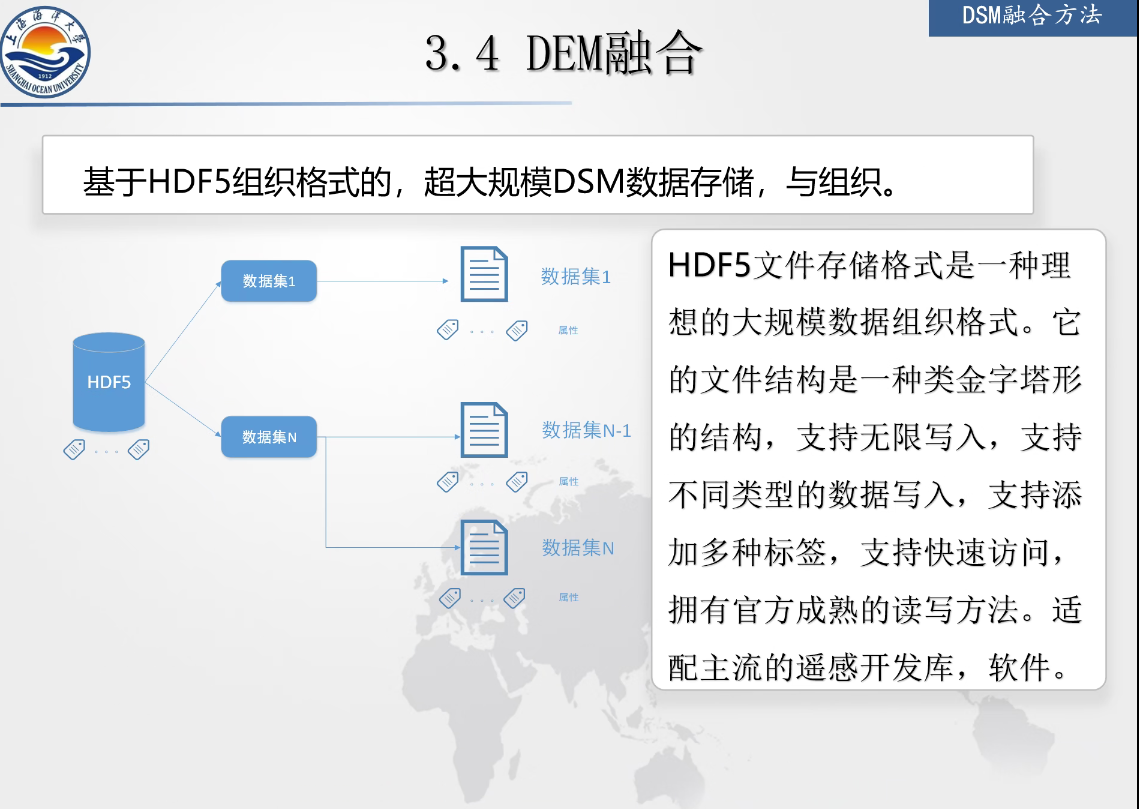 上海海洋大学
1912
SHANGHAI OCEAN UNIVERSITY
DSM融合方法
3.4 DEM融合
基于HDF5组织格式的，超大规模DSM数据存储，与组织。
HDF5
数据集1
数据集1
属性
数据集N
数据集N-1
属性
数据集N
属性
HDF5文件存储格式是一种理
想的大规模数据组织格式。它
的文件结构是一种类金字塔形
的结构，支持无限写入，支持
不同类型的数据写入，支持添
加多种标签，支持快速访问，
拥有官方成熟的读写方法。适
配主流的遥感开发库，软件。